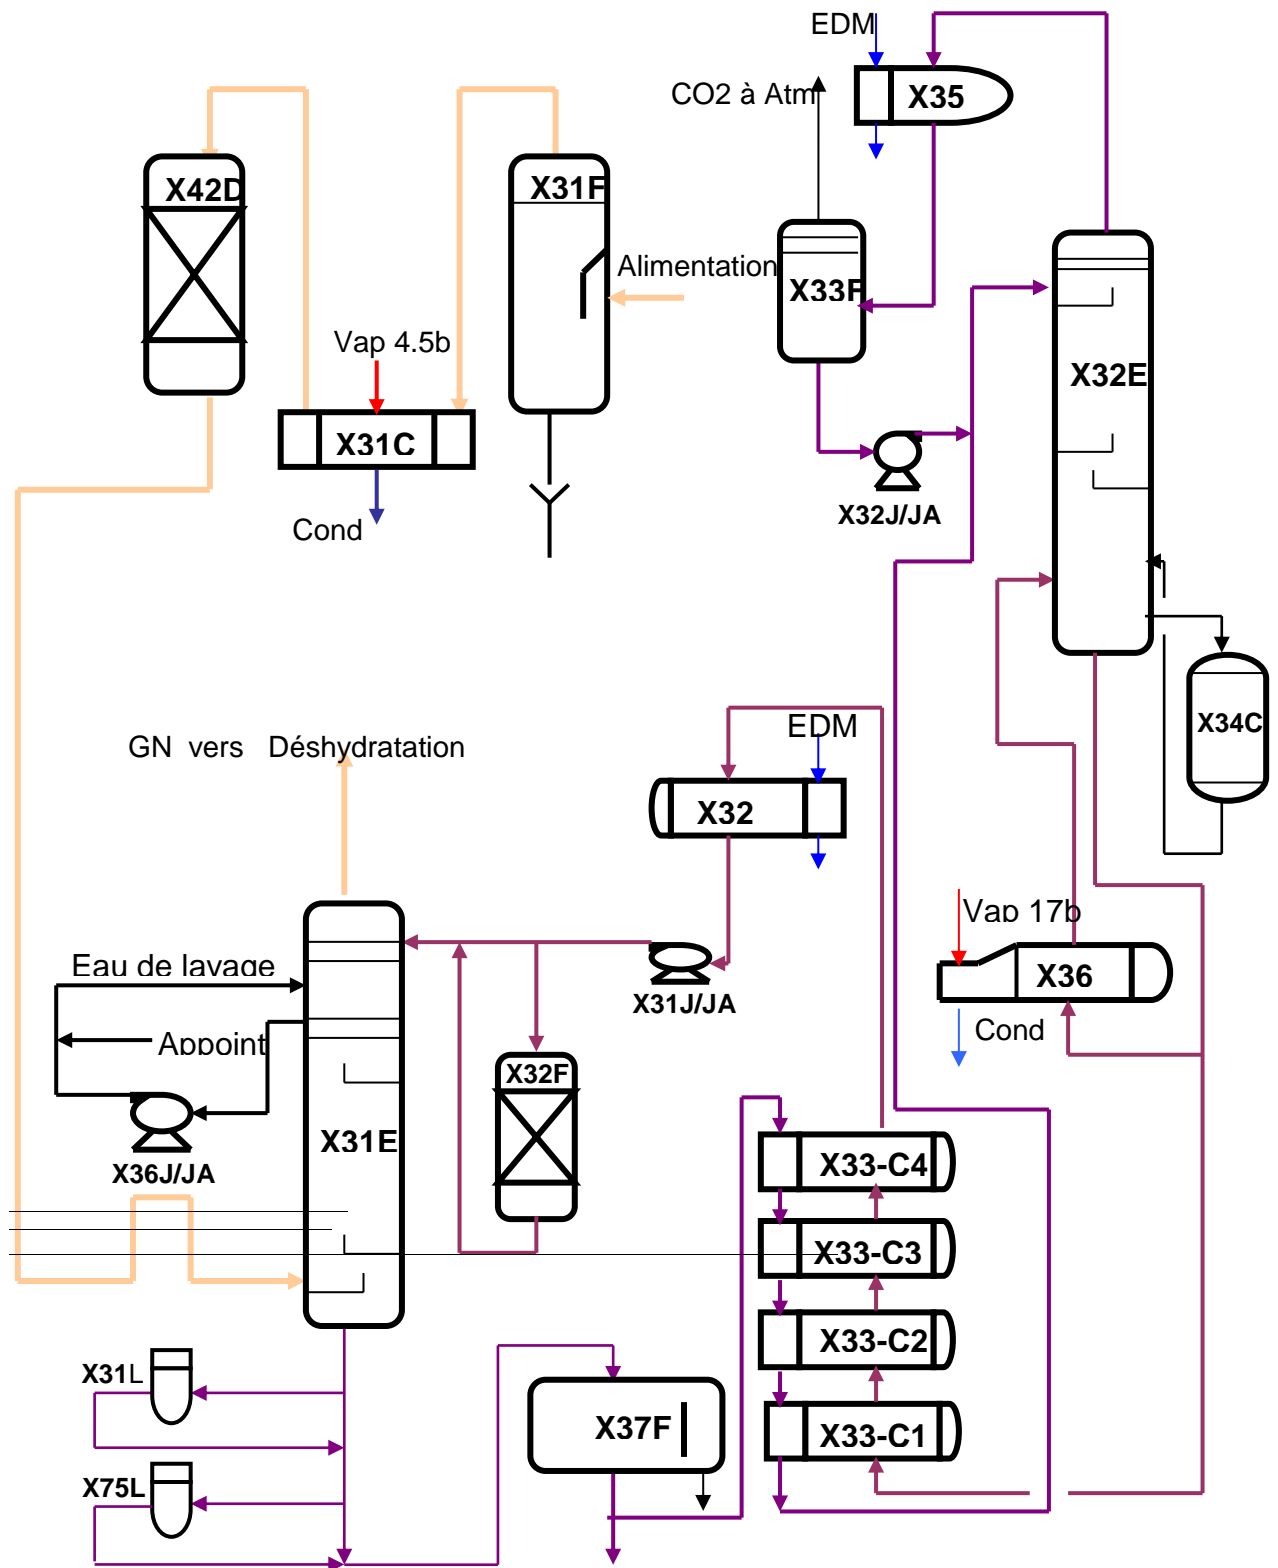 EDM
X35
CO2 à Atm
X42D
X31F
Alimentation
X33F
Vap 4.5b
X32E
X31C
X32J/JA
Cond
X34C
GN vers Déshydratation
EDM
X32
Vap 17b
X36
Eau de lavage
X31J/JA
Cond
Appoint
X32F
X31E
X36J/JA
X33-C4
X33-C3
X33-C2
X31L
X37F
X33-C1
X75L